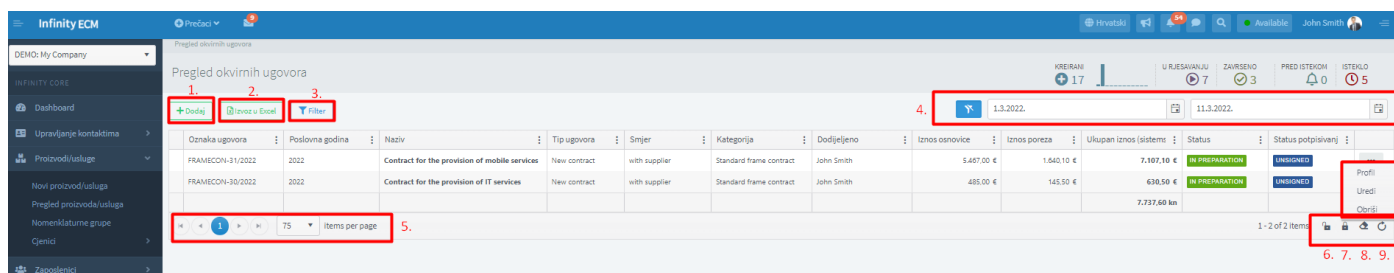 Infinity ECM
Prečaci
9
Hrvatski
54
Available
John Smith
DEMO: My Company
Pregled okvirnih ugovora
INFINITY CORE
Pregled okvirnih ugovora
KREIRANI
17
U RJESAVANJU
7
ZAVRSENO
3
PRED ISTEKOM
0
ISTEKLO
5
1.
2.
3.
4.
Dashboard
+ Dodaj
Izvoz u Excel
Filter
1.3.2022.
11.3.2022.
Upravljanje kontaktima
Oznaka ugovora
Poslovna godina
Naziv
Tip ugovora
Smjer
Kategorija
Dodijeljeno
Iznos osnovice
Iznos poreza
Ukupan iznos (sistems
Status
Status potpisivanj
Proizvodi/usluge
FRAMECON-31/2022
2022
Contract for the provision of mobile services
New contract
with supplier
Standard frame contract
John Smith
5.467,00 €
1.640,10 €
7.107,10 €
IN PREPARATION
UNSIGNED
...
Profil
Novi proizvod/usluga
FRAMECON-30/2022
2022
Contract for the provision of IT services
New contract
with supplier
Standard frame contract
John Smith
485,00 €
145,50 €
630,50 €
IN PREPARATION
UNSIGNED
Uredi
Pregled proizvoda/usluga
7.737,60 kn
Obriši
Nomenklaturne grupe
1
75
items per page
5.
1 - 2 of 2 items
Cjenici
6. 7. 8. 9.
Zaposlenici